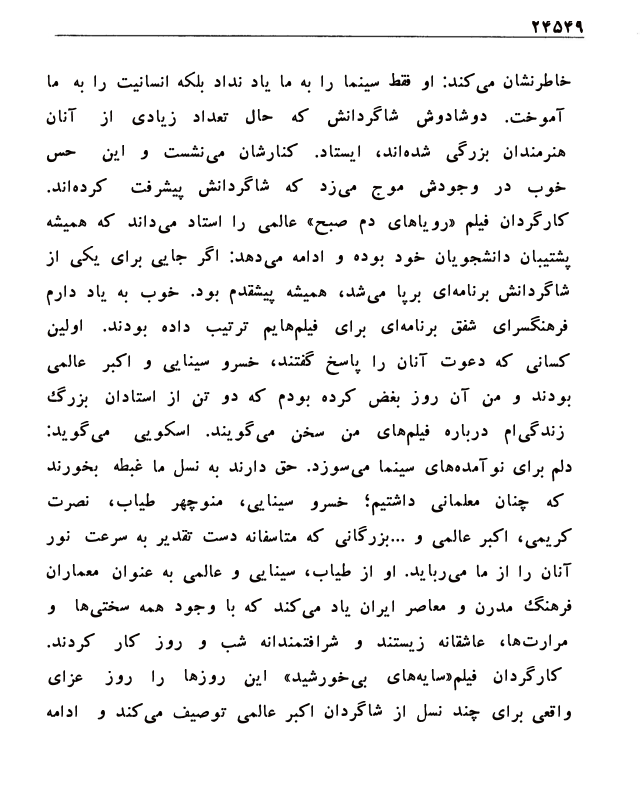 ۲۴۵۴۹
خاطرنشان می‌کند: او فقط سینما را به ما یاد نداد بلکه انسانیت را به ما
آموخت. دوشادوش شاگردانش که حال تعداد زیادی از آنان
هنرمندان بزرگی شده‌اند، ایستاد. کنارشان می‌نشست و این حس
خوب در وجودش موج می‌زد که شاگردانش پیشرفت کرده‌اند.
کارگردان فیلم «رویاهای دم صبح» عالمی را استاد می‌داند که همیشه
پشتیبان دانشجویان خود بوده و ادامه می‌دهد: اگر جایی برای یکی از
شاگردانش برنامه‌ای برپا می‌شد، همیشه پیشقدم بود. خوب به یاد دارم
فرهنگسرای شفق برنامه‌ای برای فیلم‌هایم ترتیب داده بودند. اولین
کسانی که دعوت آنان را پاسخ گفتند، خسرو سینایی و اکبر عالمی
بودند و من آن روز بغض کرده بودم که دو تن از استادان بزرگ
زندگی‌ام درباره فیلم‌های من سخن می‌گویند. اسکویی می‌گوید:
دلم برای نوآمده‌های سینما می‌سوزد. حق دارند به نسل ما غبطه بخورند
که چنان معلمانی داشتیم؛ خسرو سینایی، منوچهر طیاب، نصرت
کریمی، اکبر عالمی و ...بزرگانی که متاسفانه دست تقدیر به سرعت نور
آنان را از ما می‌رباید. او از طیاب، سینایی و عالمی به عنوان معماران
فرهنگ مدرن و معاصر ایران یاد می‌کند که با وجود همه سختی‌ها و
مرارت‌ها، عاشقانه زیستند و شرافتمندانه شب و روز کار کردند.
کارگردان فیلم«سایه‌های بی‌خورشید» این روزها را روز عزای
واقعی برای چند نسل از شاگردان اکبر عالمی توصیف می‌کند و ادامه